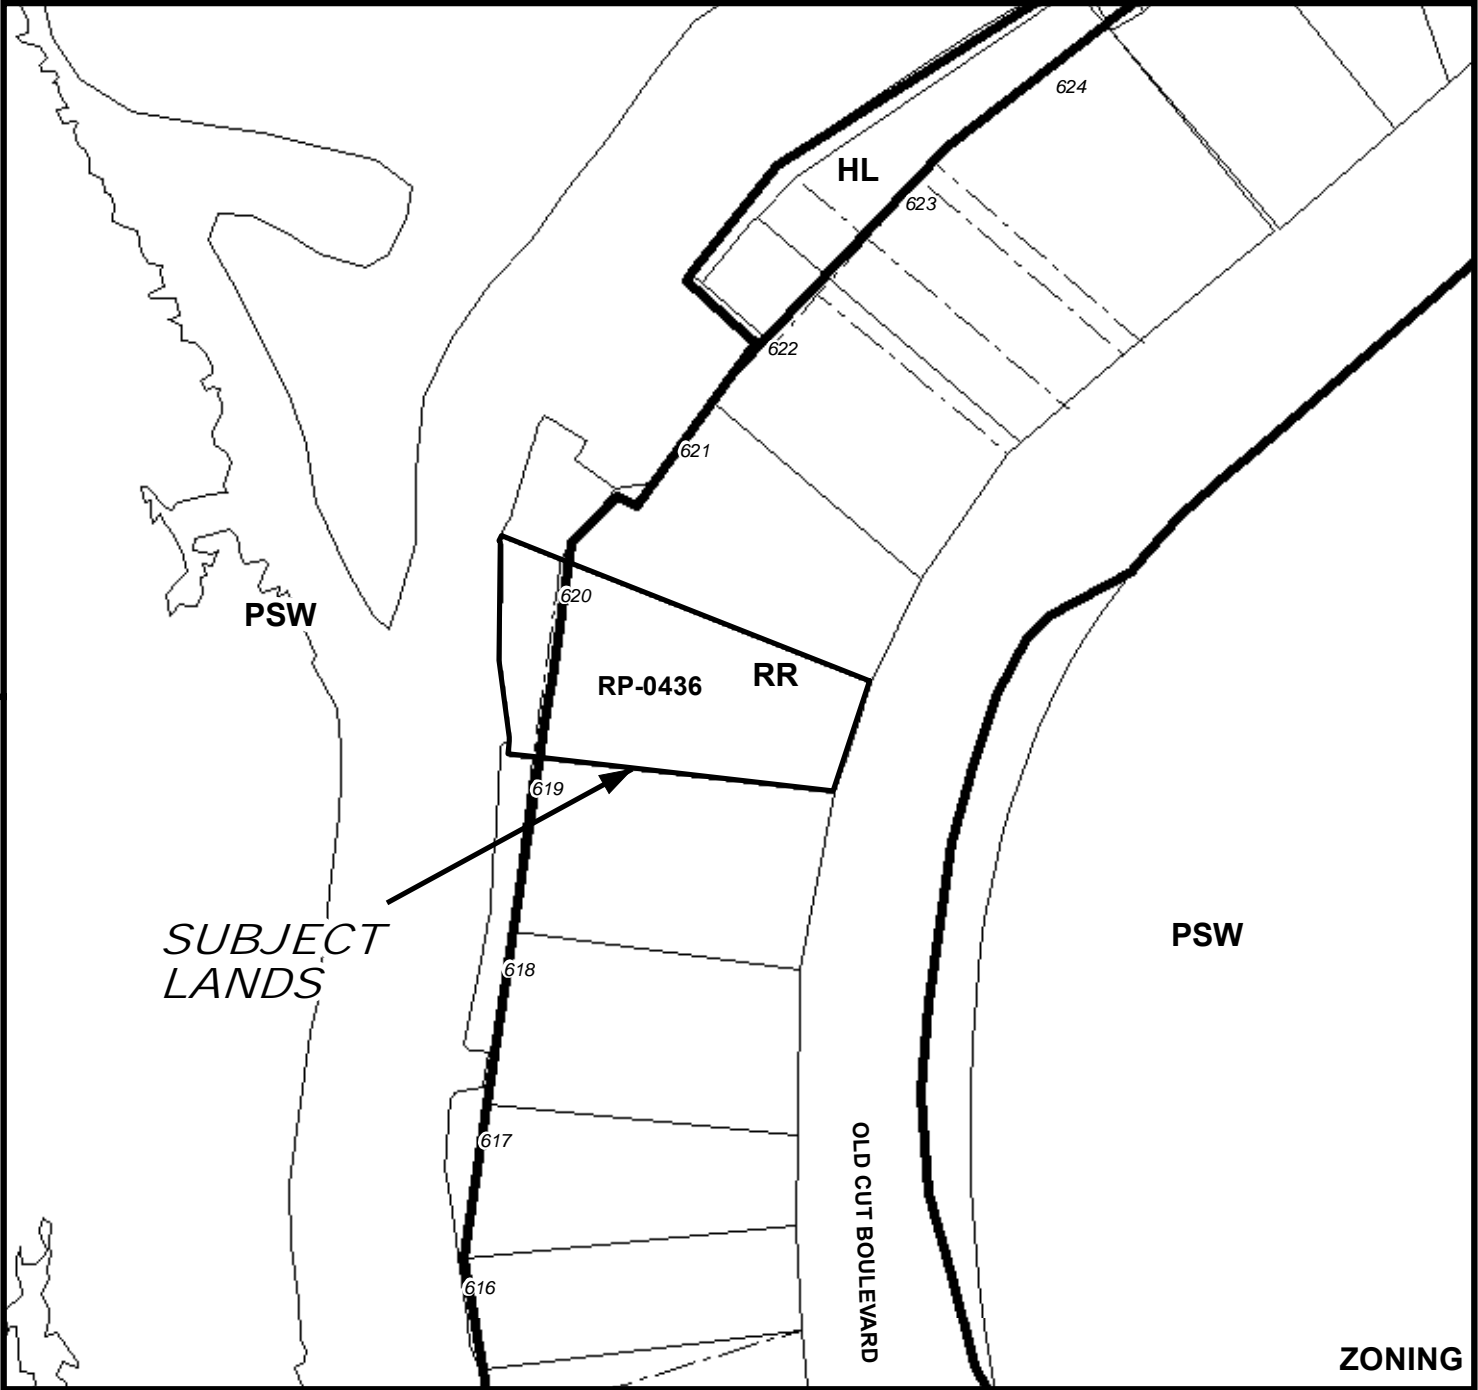 624
HL
623
622
621
620
PSW
RR
RP-0436
619
SUBJECT
LANDS
PSW
618
617
OLD CUT BOULEVARD
616
ZONING